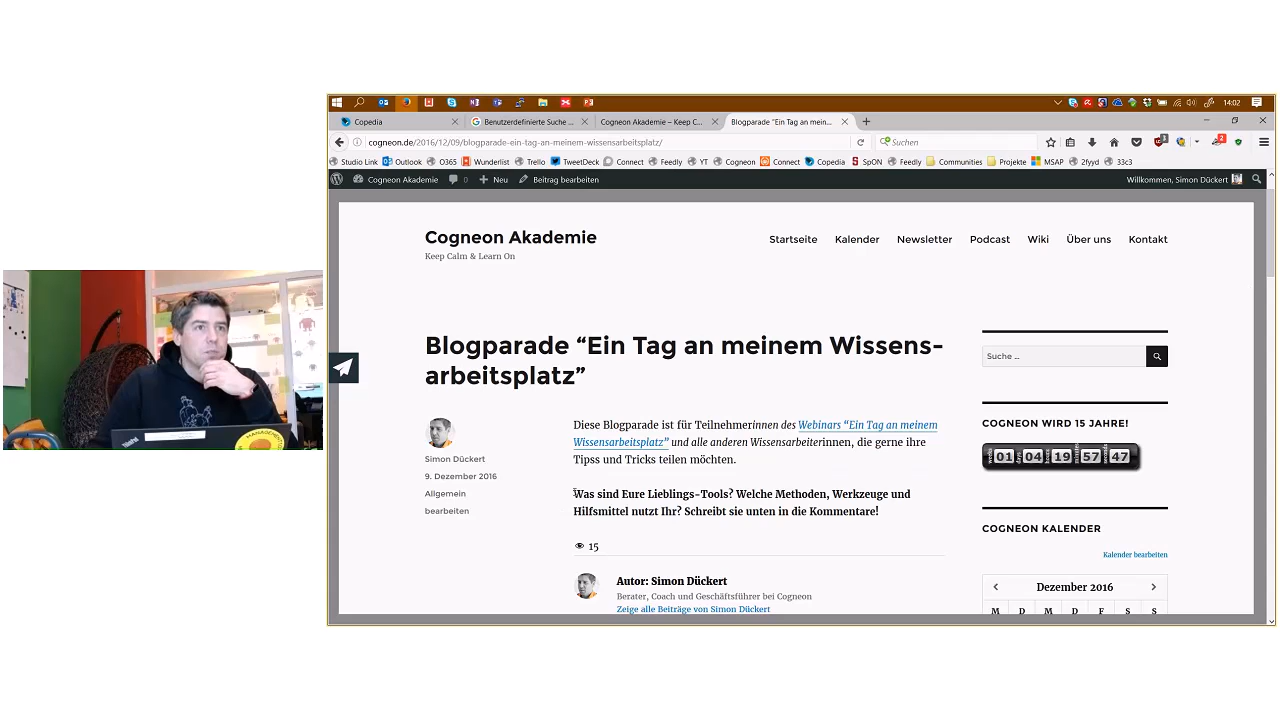 14:02
Copedia
Benutzerdefinierte Suche ...
Cogneon Akademie – Keep C...
Blogparade "Ein Tag an mein...
cogneon.de/2016/12/09/blogparade-ein-tag-an-meinem-wissensarbeitsplatz/
Suchen
Studio Link Outlook O365 Wunderlist Trello TweetDeck Connect Feedly YT Cogneon Connect Copedia SpON Feedly Communities Projekte MSAP 2fyyd 33c3
Cogneon Akademie 0 Neu Beitrag bearbeiten Willkommen, Simon Dückert
Cogneon Akademie
Keep Calm & Learn On
Startseite Kalender Newsletter Podcast Wiki Über uns Kontakt
Blogparade “Ein Tag an meinem Wissens-
arbeitsplatz”
Simon Dückert
9. Dezember 2016
Allgemein
bearbeiten
Diese Blogparade ist für Teilnehmerinnen des Webinars “Ein Tag an meinem
Wissensarbeitsplatz” und alle anderen Wissensarbeiterinnen, die gerne ihre
Tipss und Tricks teilen möchten.
Was sind Eure Lieblings-Tools? Welche Methoden, Werkzeuge und
Hilfsmittel nutzt Ihr? Schreibt sie unten in die Kommentare!
15
Autor: Simon Dückert
Berater, Coach und Geschäftsführer bei Cogneon
Zeige alle Beiträge von Simon Dückert
Suche ...
COGNEON WIRD 15 JAHRE!
01 04 19 57 47
COGNEON KALENDER
Kalender bearbeiten
Dezember 2016
M D M D F S S